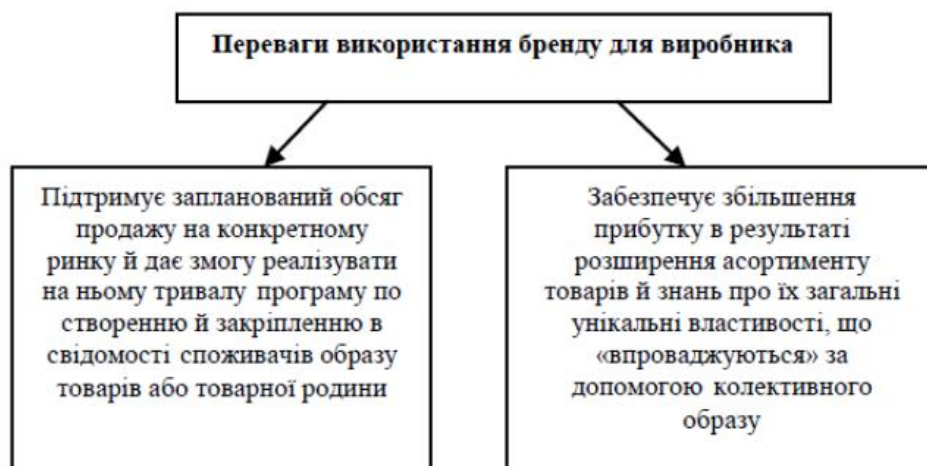 Переваги використання бренду для виробника
Підтримує запланований обсяг
продажу на конкретному
ринку й дає змогу реалізувати
на ньому тривалу програму по
створенню й закріпленню в
свідомості споживачів образу
товарів або товарної родини
Забезпечує збільшення
прибутку в результаті
розширення асортименту
товарів й знань про їх загальні
унікальні властивості, що
«впроваджуються» за
допомогою колективного
образу